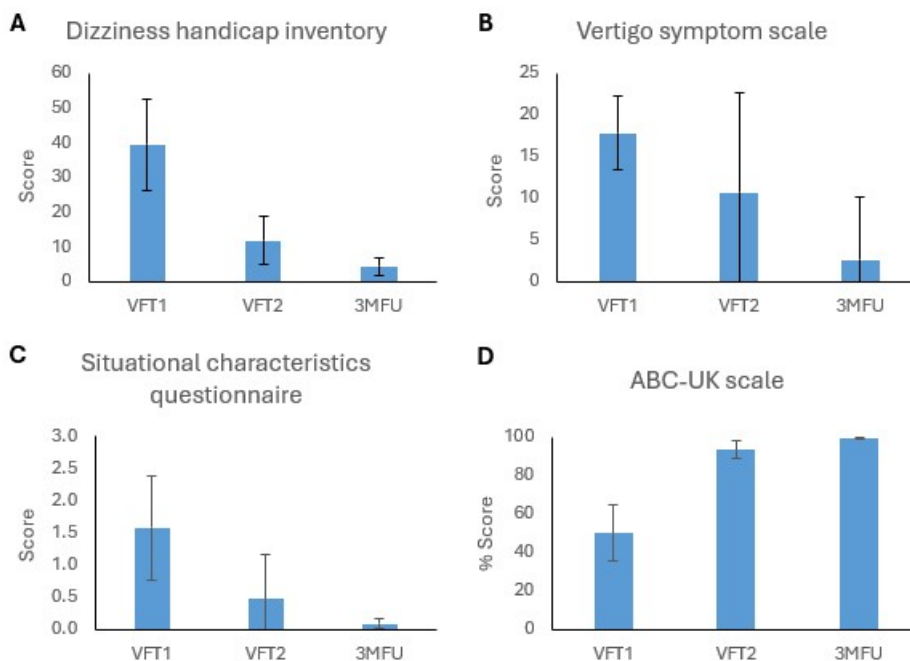 A
Dizziness handicap inventory
60
50
40
30
20
10
0
Score
VFT1 VFT2 3MFU
B
Vertigo symptom scale
25
20
15
10
5
0
Score
VFT1 VFT2 3MFU
C
Situational characteristics
questionnaire
3.0
2.5
2.0
1.5
1.0
0.5
0.0
Score
VFT1 VFT2 3MFU
D
ABC-UK scale
100
80
60
40
20
0
% Score
VFT1 VFT2 3MFU